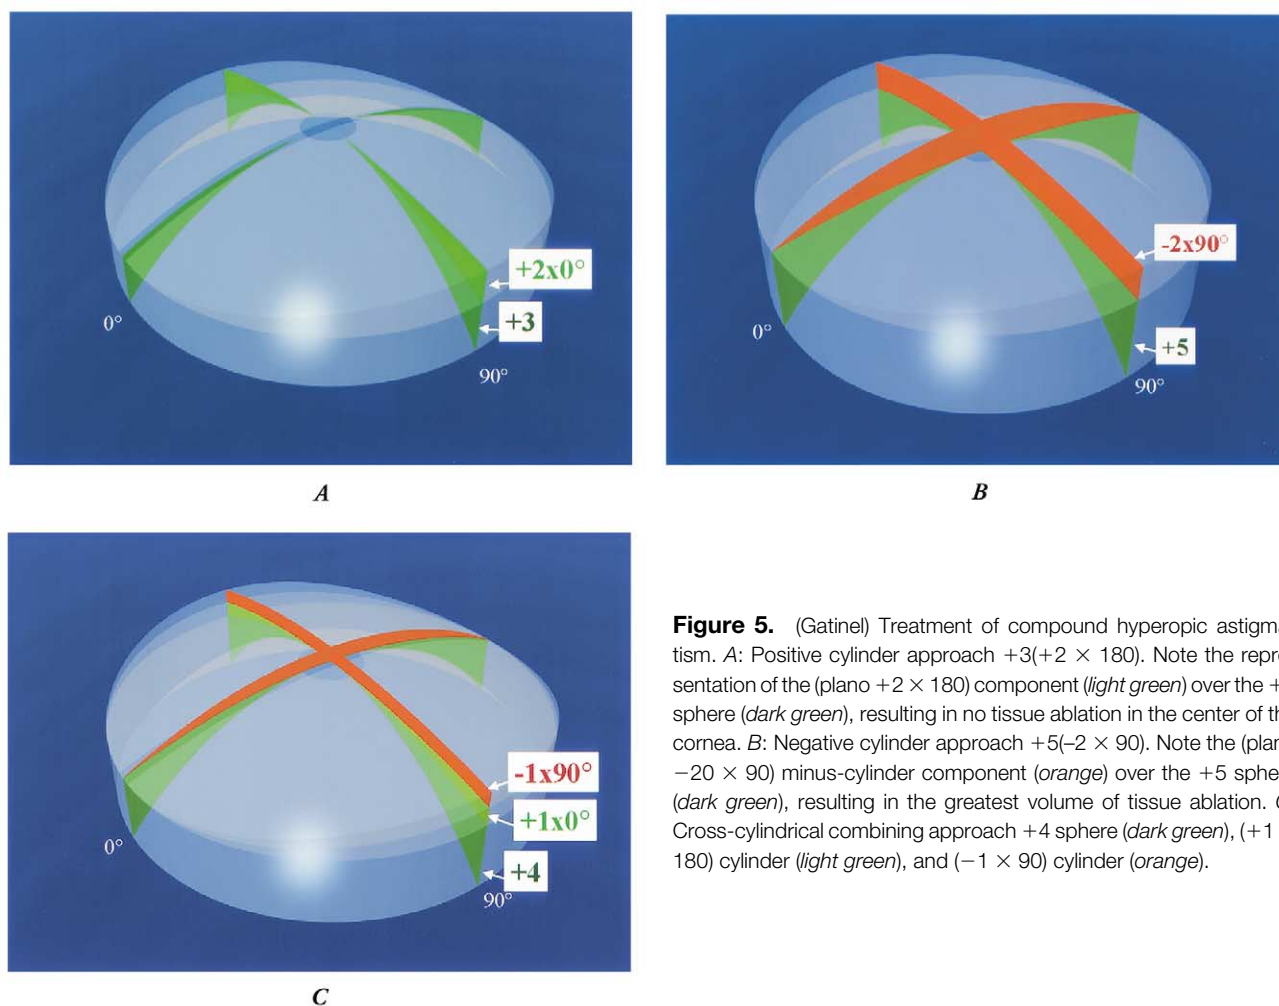 +2x0°
+3
0°
90°
A
-2x90°
+5
0°
90°
B
-1x90°
+1x0°
+4
0°
90°
C
Figure 5. (Gatinel) Treatment of compound hyperopic astigma
tism. A: Positive cylinder approach +3(+2 × 180). Note the repre
sentation of the (plano +2 × 180) component (light green) over the +
sphere (dark green), resulting in no tissue ablation in the center of th
cornea. B: Negative cylinder approach +5(–2 × 90). Note the (plan
−20 × 90) minus-cylinder component (orange) over the +5 sphe
(dark green), resulting in the greatest volume of tissue ablation.
Cross-cylindrical combining approach +4 sphere (dark green), (+1
180) cylinder (light green), and (−1 × 90) cylinder (orange).